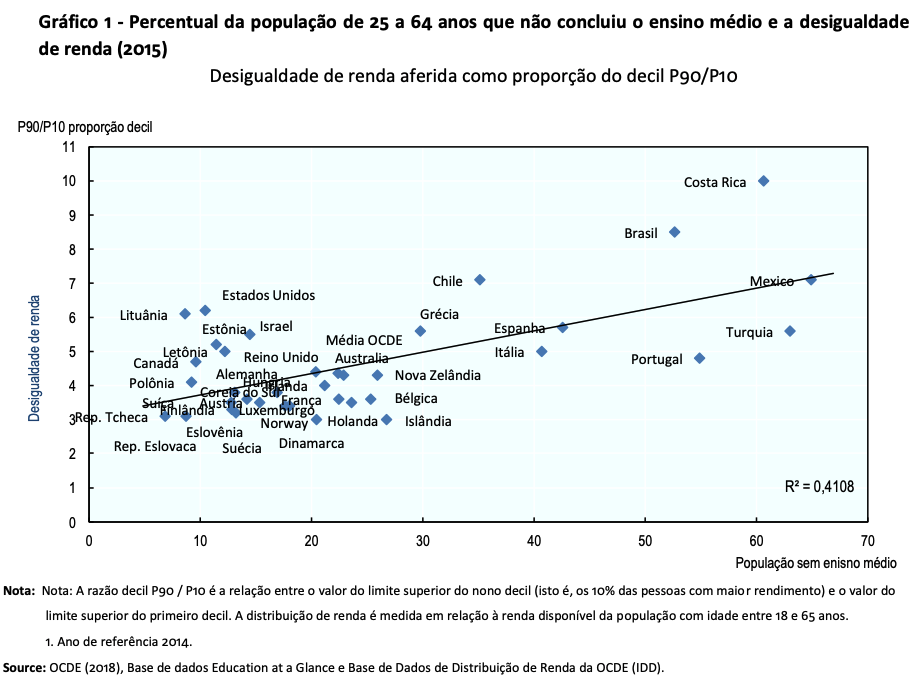 Gráfico 1 - Percentual da população de 25 a 64 anos que não concluiu o ensino médio e a desigualdade
de renda (2015)
Desigualdade de renda aferida como proporção do decil P90/P10
P90/P10 proporção decil
11
10
9
8
7
6
5
4
3
2
1
0
Desigualdade de renda
Costa Rica
Brasil
Chile
Mexico
Estados Unidos
Lituânia
Grécia
Estônia
Israel
Espanha
Turquia
Média OCDE
Letônia
Reino Unido
Australia
Itália
Portugal
Canadá
Alemanha
Nova Zelândia
Polônia
Hungria
Irlanda
Coreia do Sul
Suíça
Austria
França
Bélgica
Finlândia
Luxemburgo
Rep. Tcheca
Norway
Holanda
Islândia
Eslovênia
Dinamarca
Rep. Eslovaca
Suécia
R² = 0,4108
0 10 20 30 40 50 60 70
População sem enisno médio
Nota: Nota: A razão decil P90 / P10 é a relação entre o valor do limite superior do nono decil (isto é, os 10% das pessoas com maior rendimento) e o valor do
limite superior do primeiro decil. A distribuição de renda é medida em relação à renda disponível da população com idade entre 18 e 65 anos.
1. Ano de referência 2014.
Source: OCDE (2018), Base de dados Education at a Glance e Base de Dados de Distribuição de Renda da OCDE (IDD).